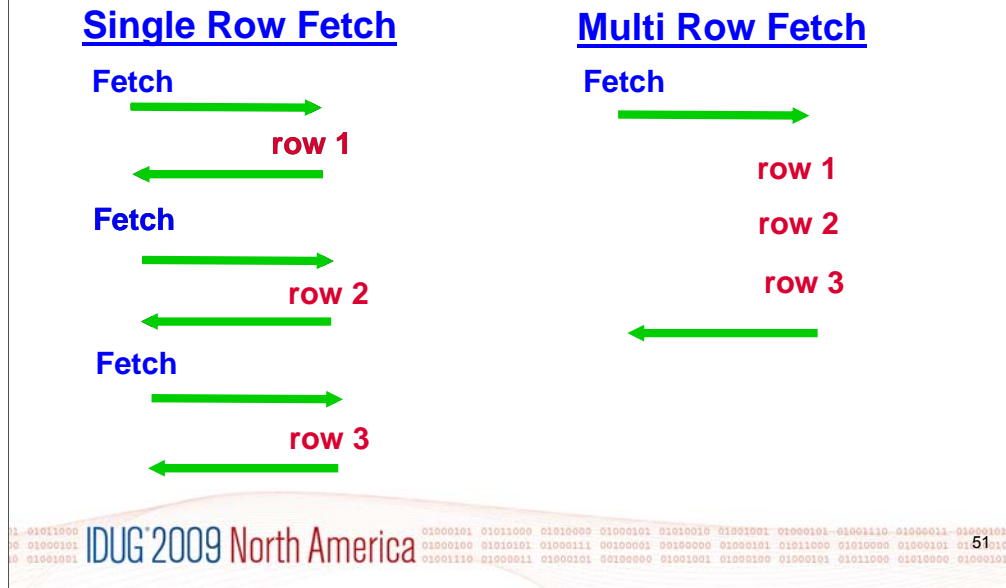 Single Row Fetch
Fetch
row 1
Fetch
row 2
Fetch
row 3
Multi Row Fetch
Fetch
row 1
row 2
row 3
IDUG 2009 North America
51